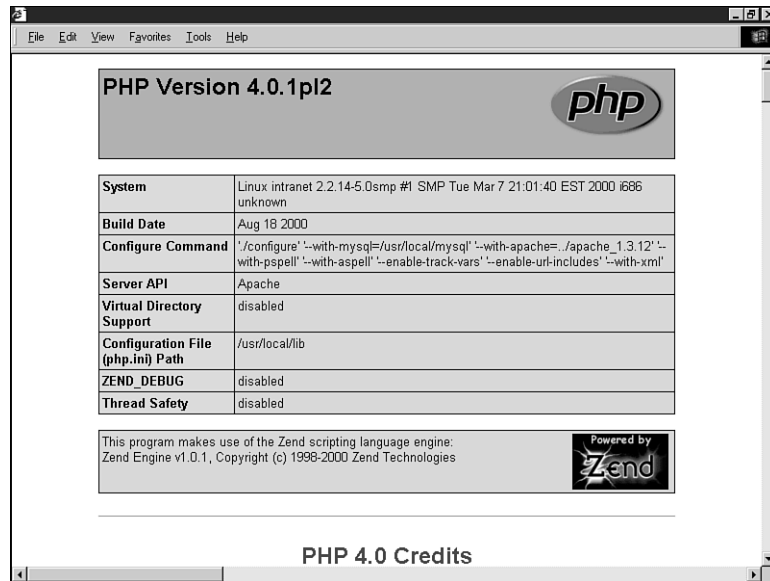 File Edit View Favorites Tools Help
PHP Version 4.0.1pl2
php
System
Linux intranet 2.2.14-5.0smp #1 SMP Tue Mar 7 21:01:40 EST 2000 i686
unknown
Build Date
Aug 18 2000
Configure Command
'./configure' '--with-mysql=/usr/local/mysql' '--with-apache=../apache_1.3.12' '--
with-pspell' '--with-aspell' '--enable-track-vars' '--enable-url-includes' '--with-xml'
Server API
Apache
Virtual Directory
Support
disabled
Configuration File
(php.ini) Path
/usr/local/lib
ZEND_DEBUG
disabled
Thread Safety
disabled
This program makes use of the Zend scripting language engine:
Zend Engine v1.0.1, Copyright (c) 1998-2000 Zend Technologies
Powered by
Zend
PHP 4.0 Credits